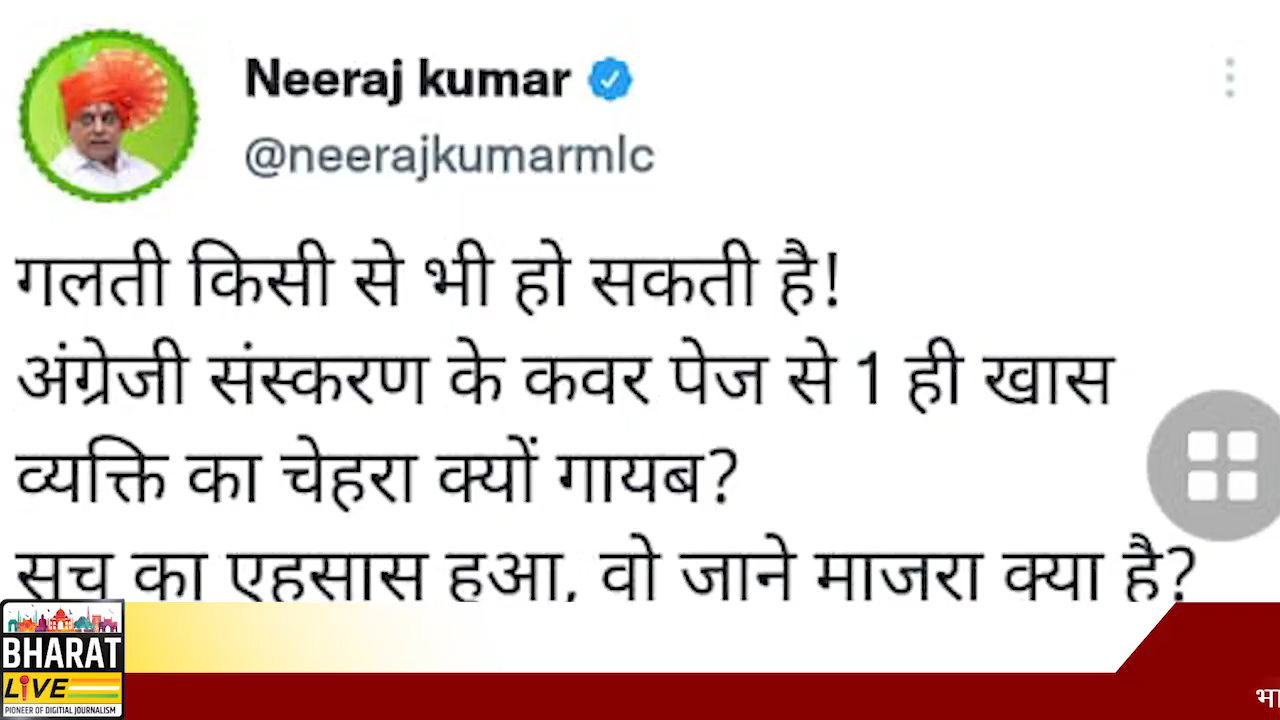 Neeraj kumar
@neerajkumarmlc
गलती किसी से भी हो सकती है!
अंग्रेजी संस्करण के कवर पेज से 1 ही खास
व्यक्ति का चेहरा क्यों गायब?
सच का एहसास हुआ, वो जाने माजरा क्या है?
BHARAT
LIVE
PIONEER OF DIGITIAL JOURNALISM